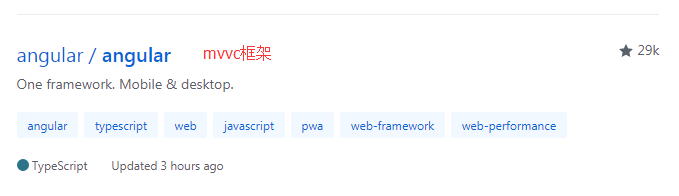 angular / angular mvvc框架 29k
One framework. Mobile & desktop.
angular typescript web javascript pwa web-framework web-performance
TypeScript Updated 3 hours ago